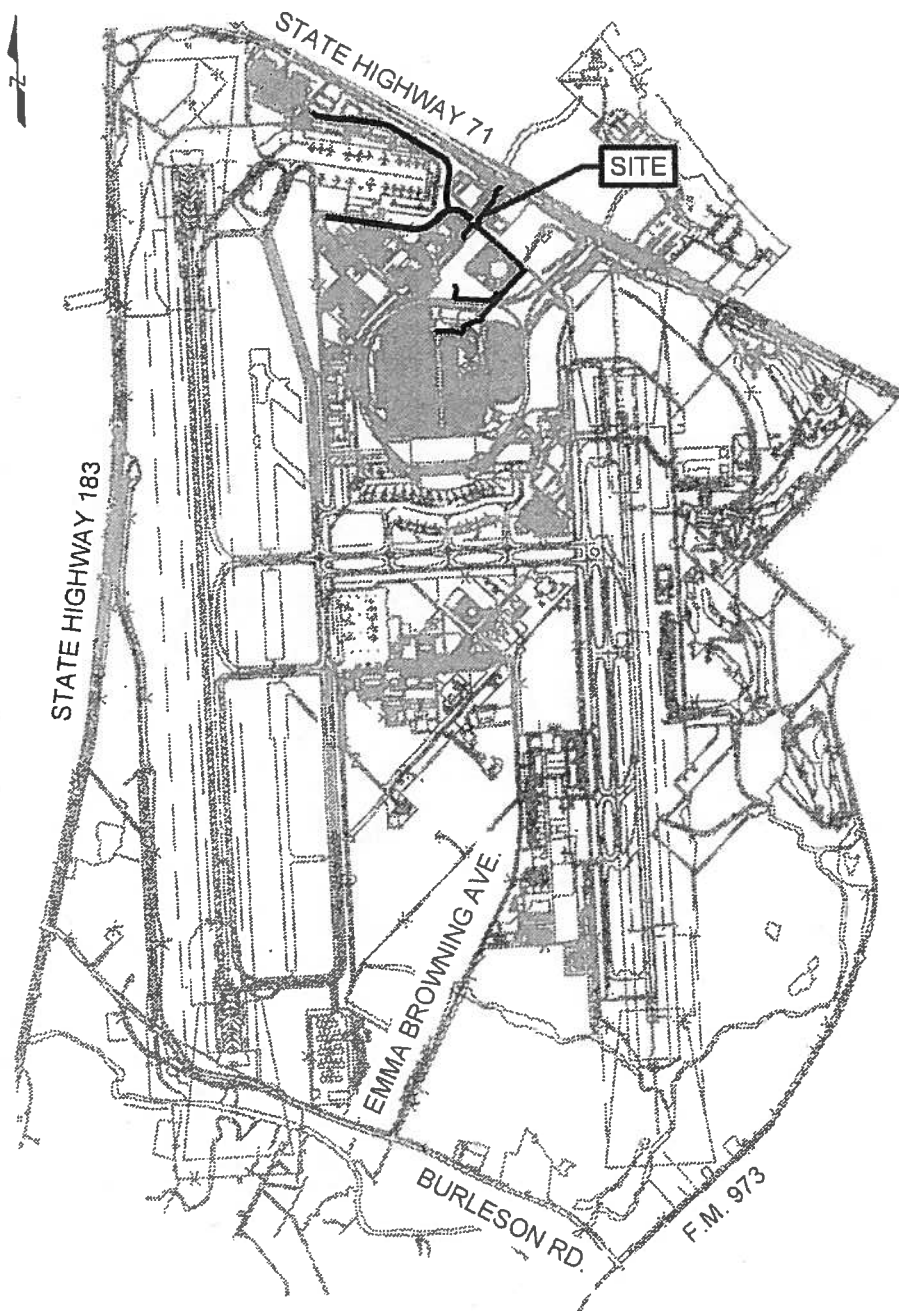 N
STATE HIGHWAY 71
SITE
STATE HIGHWAY 183
EMMA BROWNING AVE.
BURLESON RD.
F.M. 973